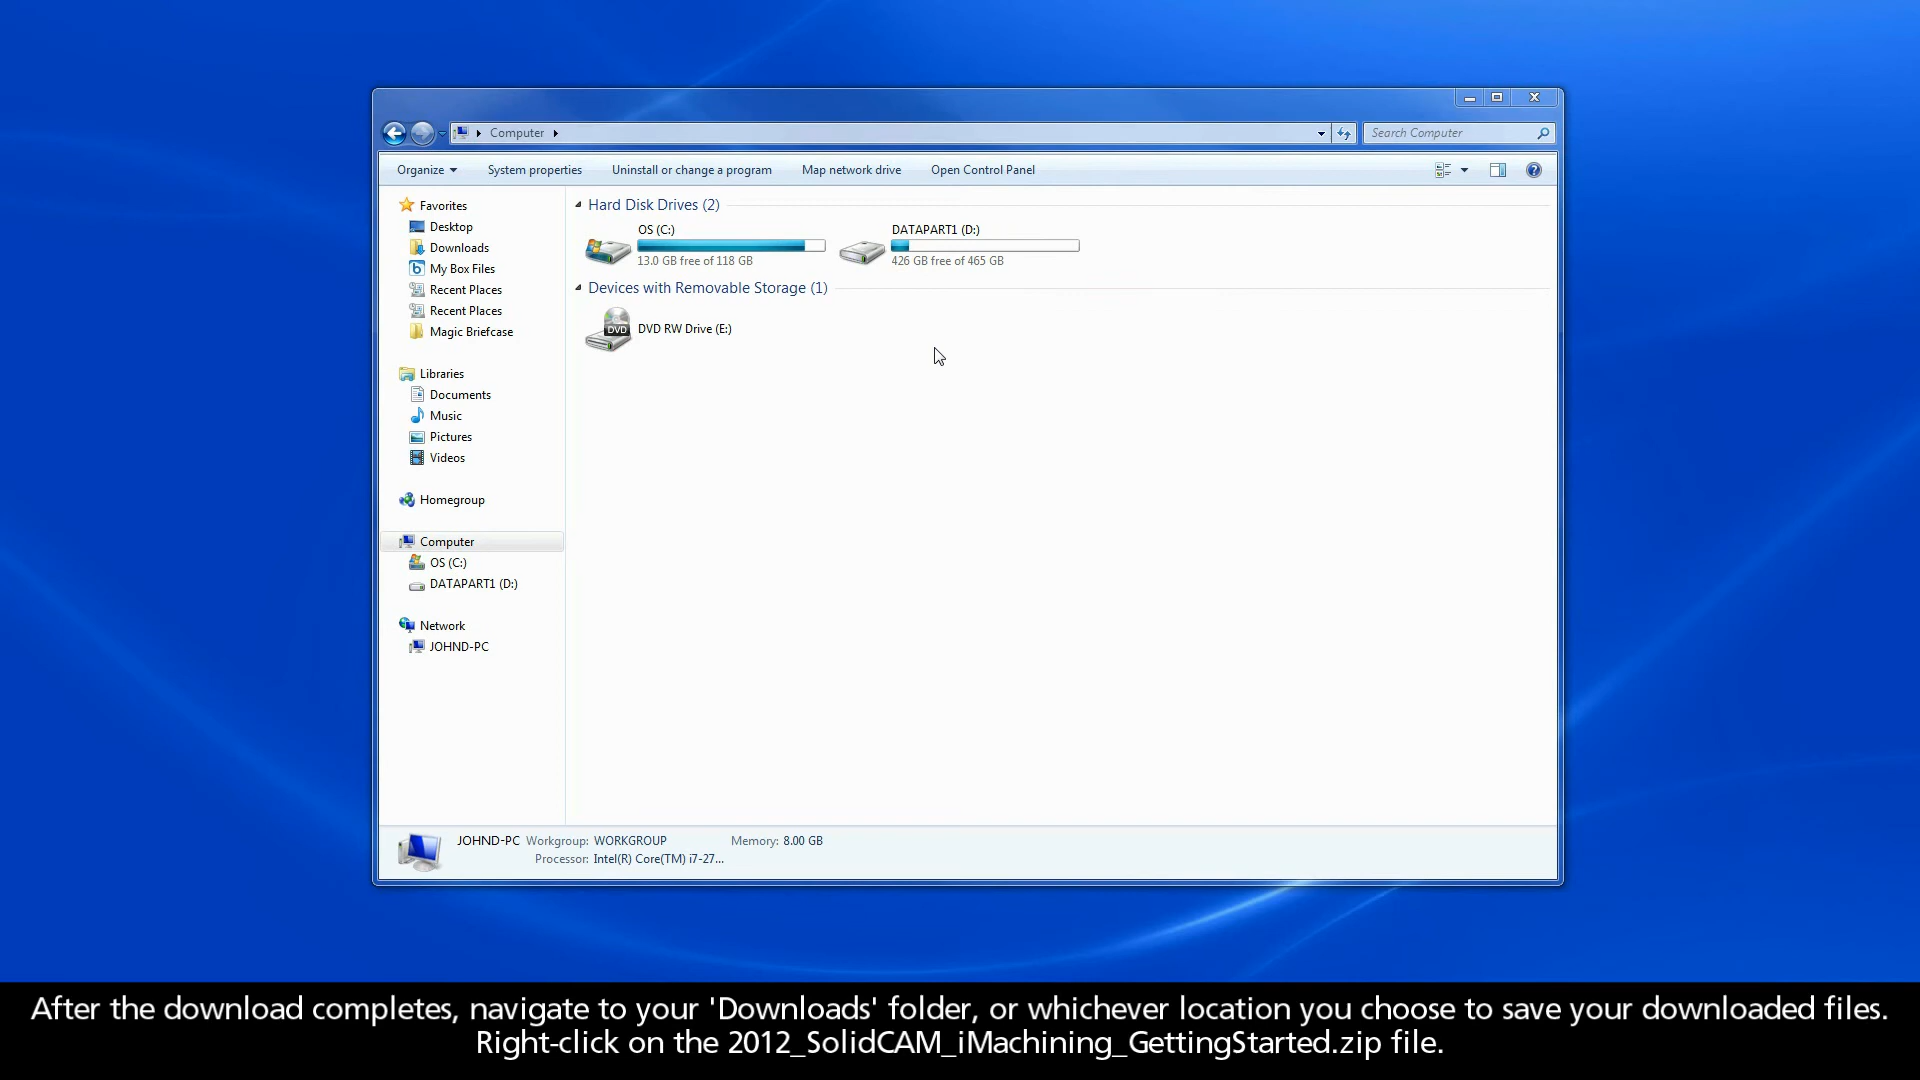 Computer
Search Computer
Organize
System properties
Uninstall or change a program
Map network drive
Open Control Panel
Favorites
Desktop
Downloads
My Box Files
Recent Places
Recent Places
Magic Briefcase
Libraries
Documents
Music
Pictures
Videos
Homegroup
Computer
OS (C:)
DATAPART1 (D:)
Network
JOHND-PC
Hard Disk Drives (2)
OS (C:)
13.0 GB free of 118 GB
DATAPART1 (D:)
426 GB free of 465 GB
Devices with Removable Storage (1)
DVD
DVD RW Drive (E:)
JOHND-PC Workgroup: WORKGROUP Memory: 8.00 GB
Processor: Intel(R) Core(TM) i7-27...
After the download completes, navigate to your 'Downloads' folder, or whichever location you choose to save your downloaded files.
Right-click on the 2012_SolidCAM_iMachining_GettingStarted.zip file.